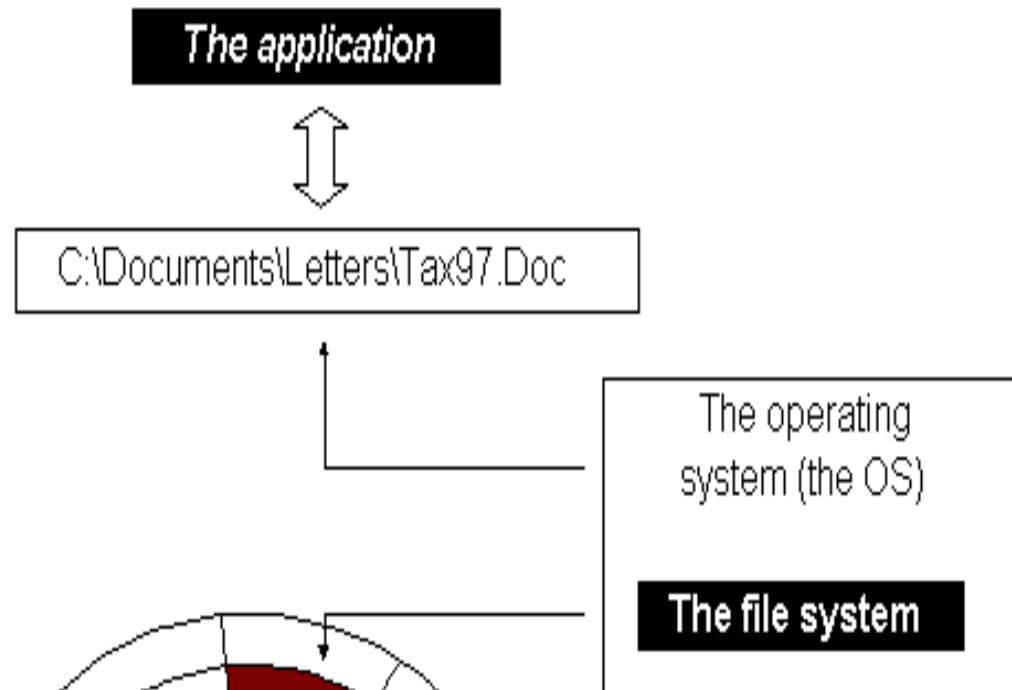 The application
C:\Documents\Letters\Tax97.Doc
The operating
system (the OS)
The file system